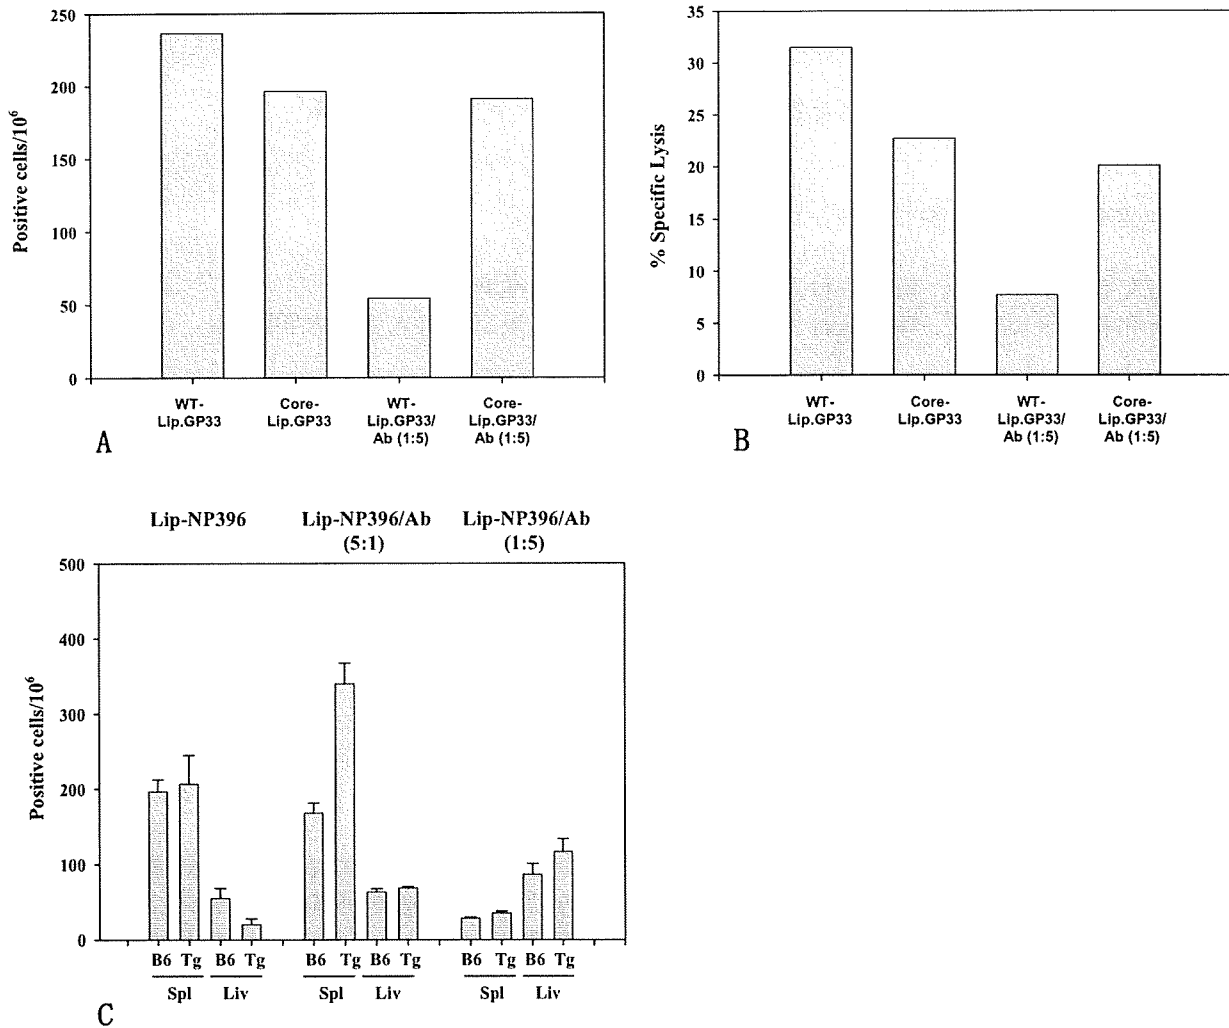 250
200
150
100
50
0
Positive cells/10⁶
WT-
Lip.GP33
Core-
Lip.GP33
WT-
Lip.GP33/
Ab (1:5)
Core-
Lip.GP33/
Ab (1:5)
A
35
30
25
20
15
10
5
0
% Specific Lysis
WT-
Lip.GP33
Core-
Lip.GP33
WT-
Lip.GP33/
Ab (1:5)
Core-
Lip.GP33/
Ab (1:5)
B
Lip-NP396
Lip-NP396/Ab
(5:1)
Lip-NP396/Ab
(1:5)
500
400
300
200
100
0
Positive cells/10⁶
B6 Tg B6 Tg B6 Tg B6 Tg B6 Tg B6 Tg
Spl Liv Spl Liv Spl Liv
C